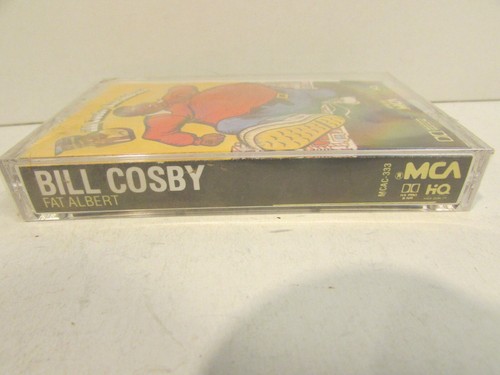 BILL COSBY
FAT ALBERT
MCAC-333
MCA
HQ